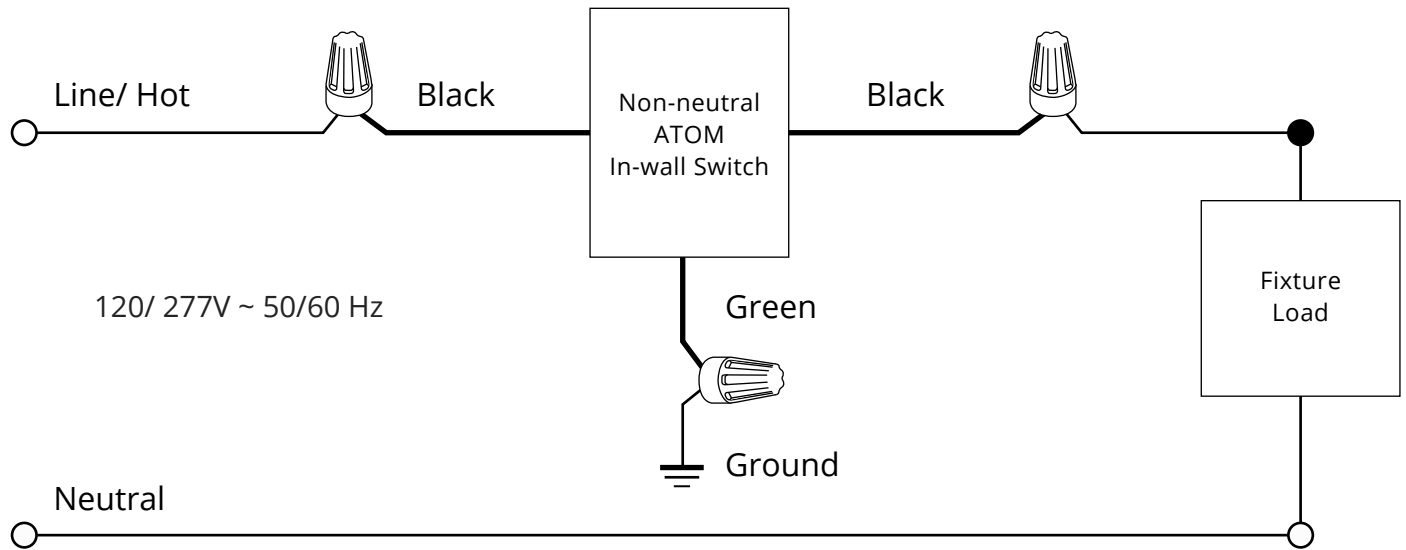 Line/ Hot
Black
Non-neutral
ATOM
In-wall Switch
Black
120/ 277V ~ 50/60 Hz
Green
Fixture
Load
Ground
Neutral